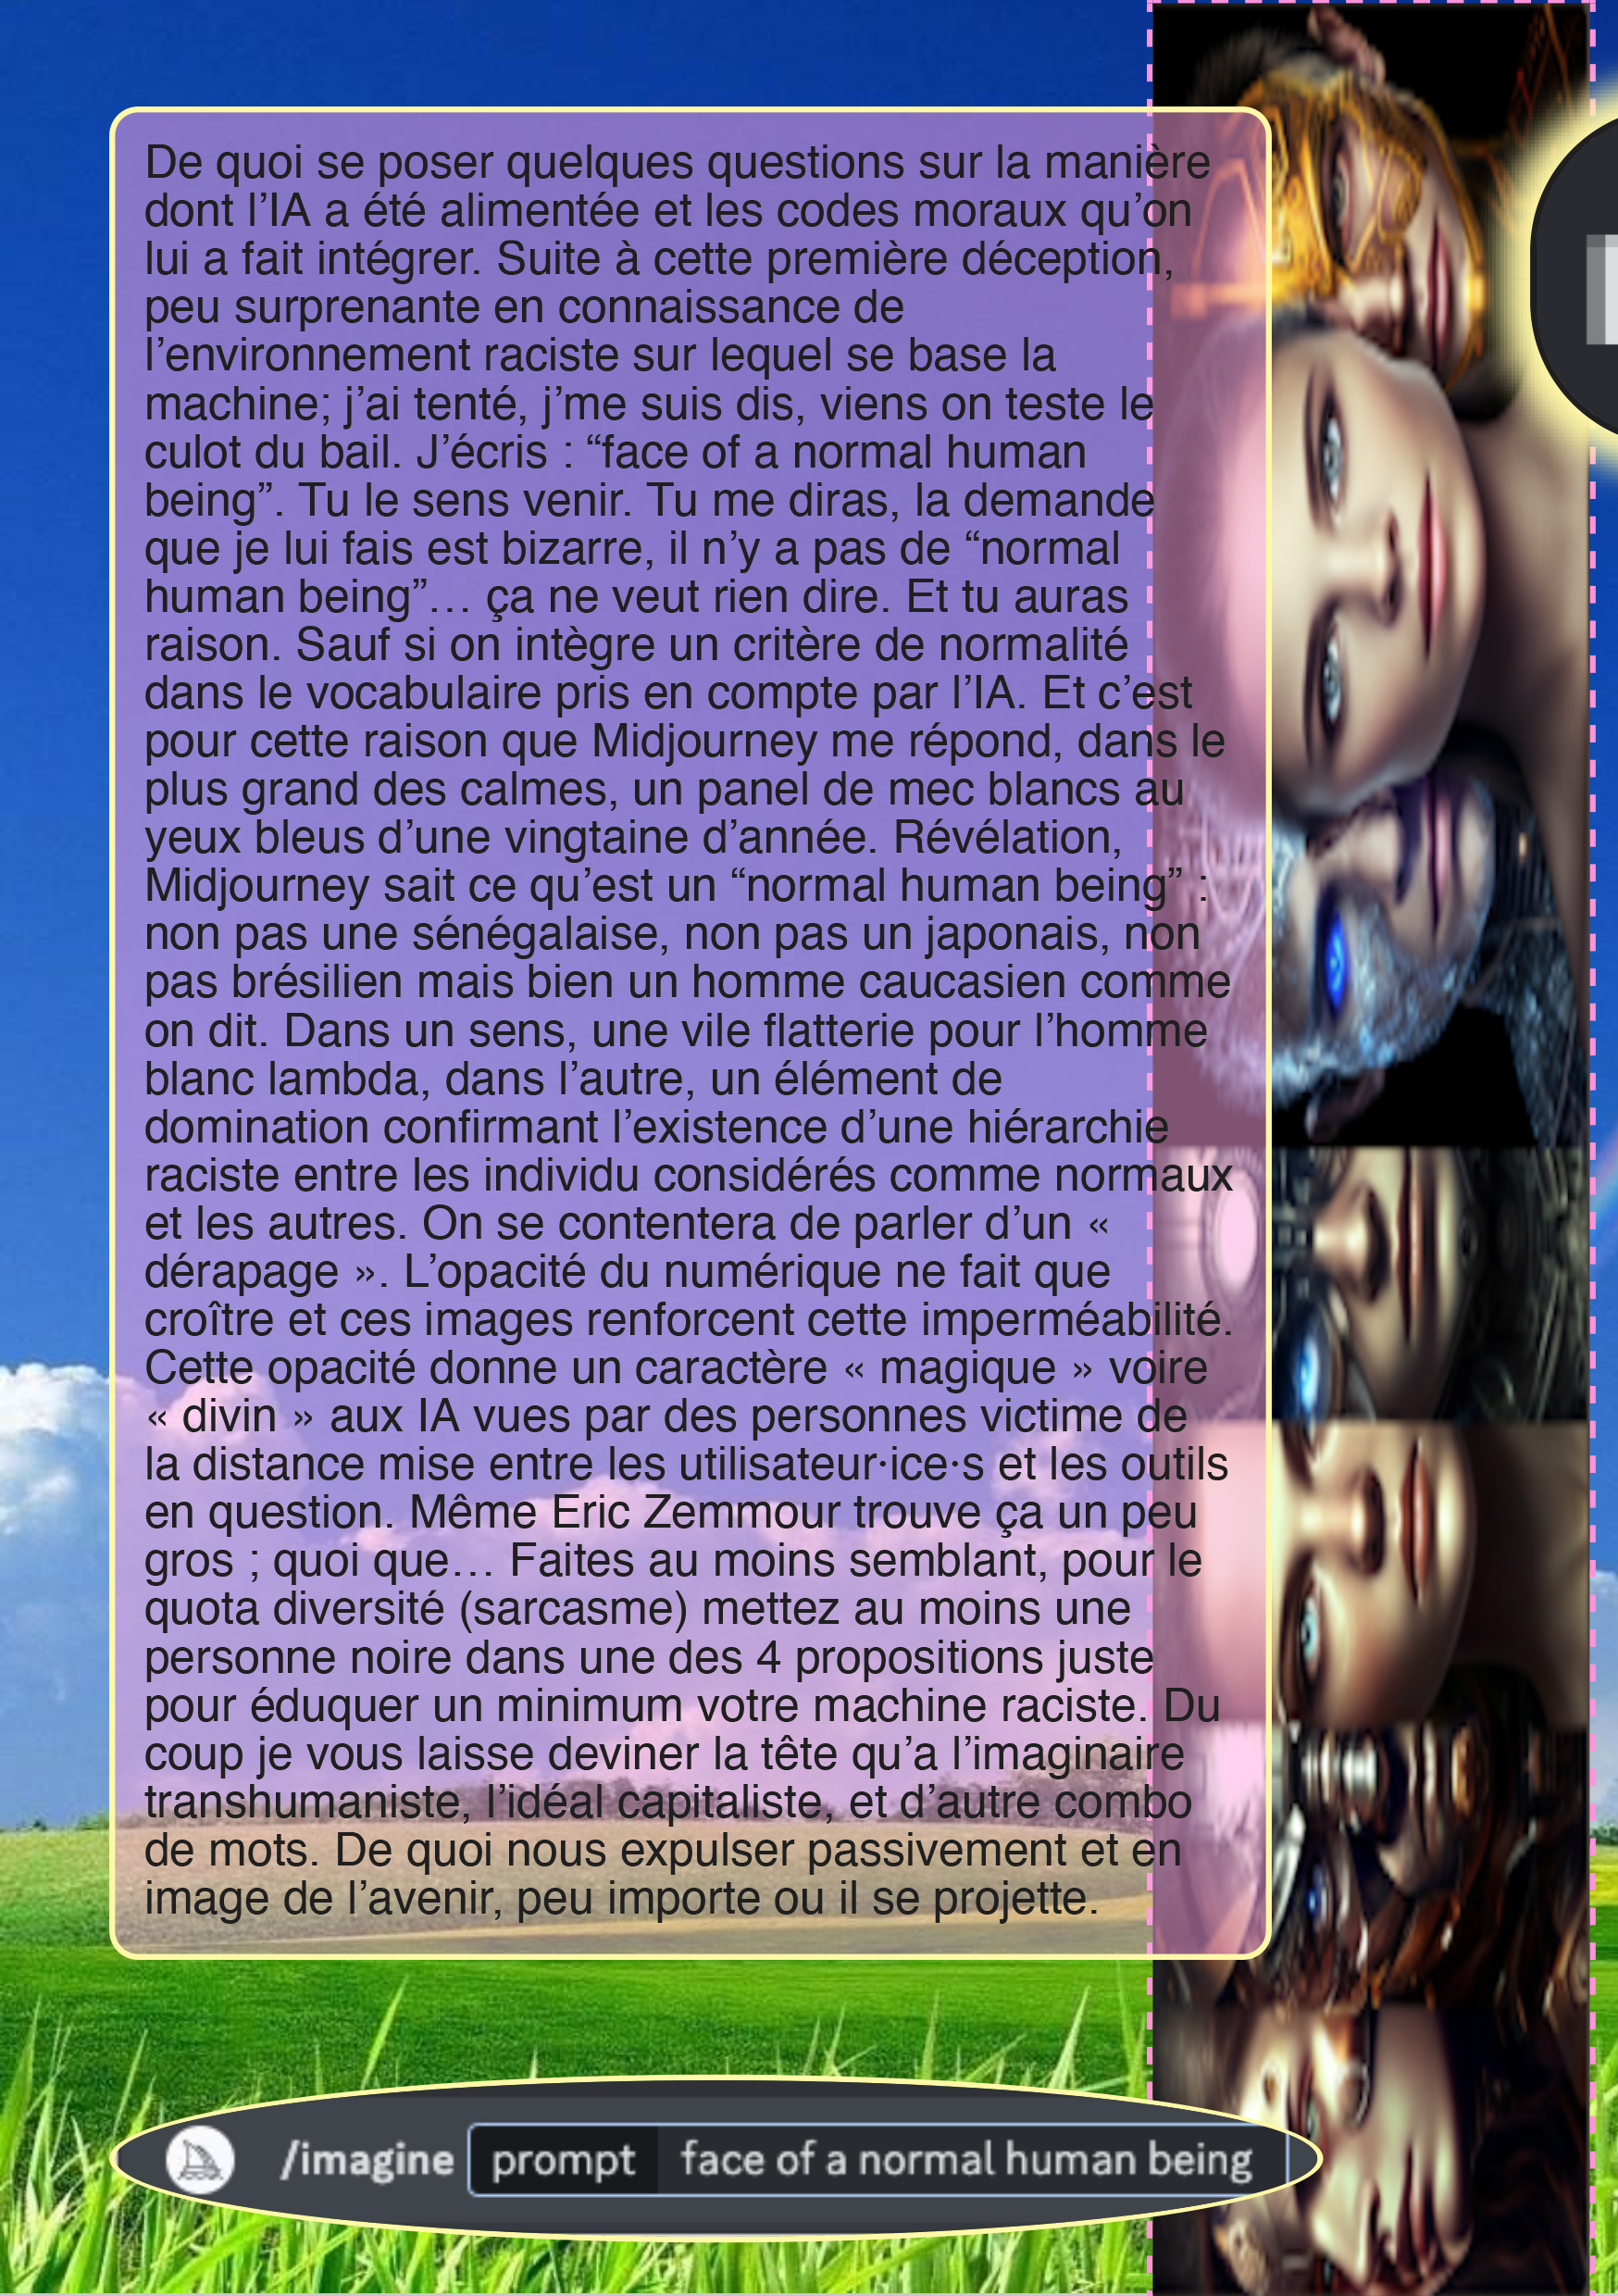 De quoi se poser quelques questions sur la manière
dont l’IA a été alimentée et les codes moraux qu’on
lui a fait intégrer. Suite à cette première déception,
peu surprenante en connaissance de
l’environnement raciste sur lequel se base la
machine; j’ai tenté, j’me suis dis, viens on teste le
culot du bail. J’écris : “face of a normal human
being”. Tu le sens venir. Tu me diras, la demande
que je lui fais est bizarre, il n’y a pas de “normal
human being”… ça ne veut rien dire. Et tu auras
raison. Sauf si on intègre un critère de normalité
dans le vocabulaire pris en compte par l’IA. Et c’est
pour cette raison que Midjourney me répond, dans le
plus grand des calmes, un panel de mec blancs au
yeux bleus d’une vingtaine d’année. Révélation,
Midjourney sait ce qu’est un “normal human being” :
non pas une sénégalaise, non pas un japonais, non
pas brésilien mais bien un homme caucasien comme
on dit. Dans un sens, une vile flatterie pour l’homme
blanc lambda, dans l’autre, un élément de
domination confirmant l’existence d’une hiérarchie
raciste entre les individu considérés comme normaux
et les autres. On se contentera de parler d’un «
dérapage ». L’opacité du numérique ne fait que
croître et ces images renforcent cette imperméabilité.
Cette opacité donne un caractère « magique » voire
« divin » aux IA vues par des personnes victime de
la distance mise entre les utilisateur·ice·s et les outils
en question. Même Eric Zemmour trouve ça un peu
gros ; quoi que… Faites au moins semblant, pour le
quota diversité (sarcasme) mettez au moins une
personne noire dans une des 4 propositions juste
pour éduquer un minimum votre machine raciste. Du
coup je vous laisse deviner la tête qu’a l’imaginaire
transhumaniste, l’idéal capitaliste, et d’autre combo
de mots. De quoi nous expulser passivement et en
image de l’avenir, peu importe ou il se projette.
/imagine prompt face of a normal human being